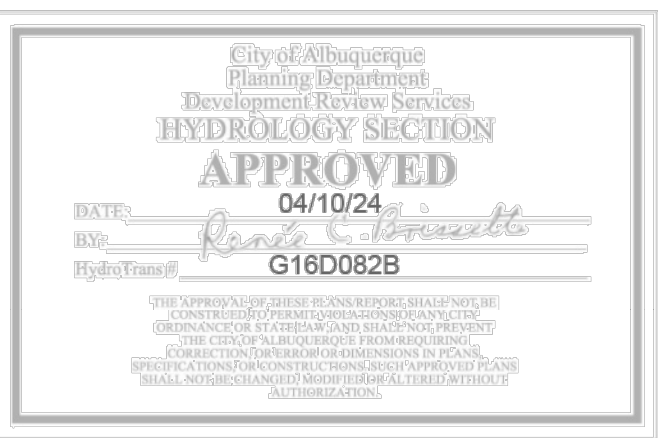 City of Albuquerque
Planning Department
Development Review Services
HYDROLOGY SECTION
APPROVED
DATE: 04/10/24
BY: Renée C. Brissette
HydroTrans # G16D082B
THE APPROVAL OF THESE PLANS/REPORT SHALL NOT BE
CONSTRUED TO PERMIT VIOLATIONS OF ANY CITY
ORDINANCE OR STATE LAW, AND SHALL NOT PREVENT
THE CITY OF ALBUQUERQUE FROM REQUIRING
CORRECTION, OR ERROR OR DIMENSIONS IN PLANS,
SPECIFICATIONS, OR CONSTRUCTIONS. SUCH APPROVED PLANS
SHALL NOT BE CHANGED, MODIFIED OR ALTERED WITHOUT
AUTHORIZATION.